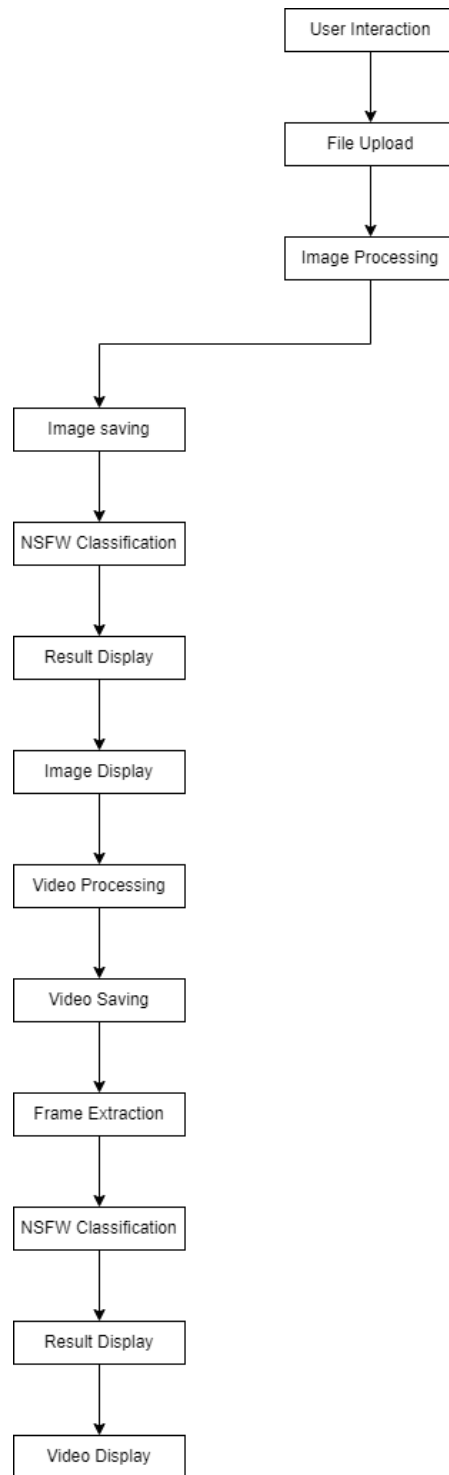 User Interaction
File Upload
Image Processing
Image saving
NSFW Classification
Result Display
Image Display
Video Processing
Video Saving
Frame Extraction
NSFW Classification
Result Display
Video Display